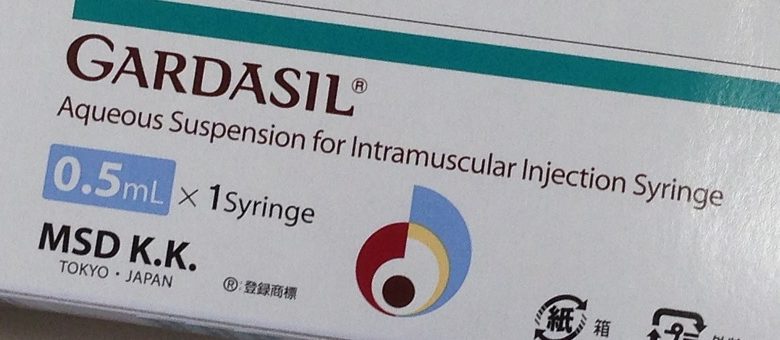 GARDASIL®
Aqueous Suspension for Intramuscular Injection Syringe
0.5mL × 1Syringe
MSD K.K.
TOKYO・JAPAN
®:登録商標
紙 箱